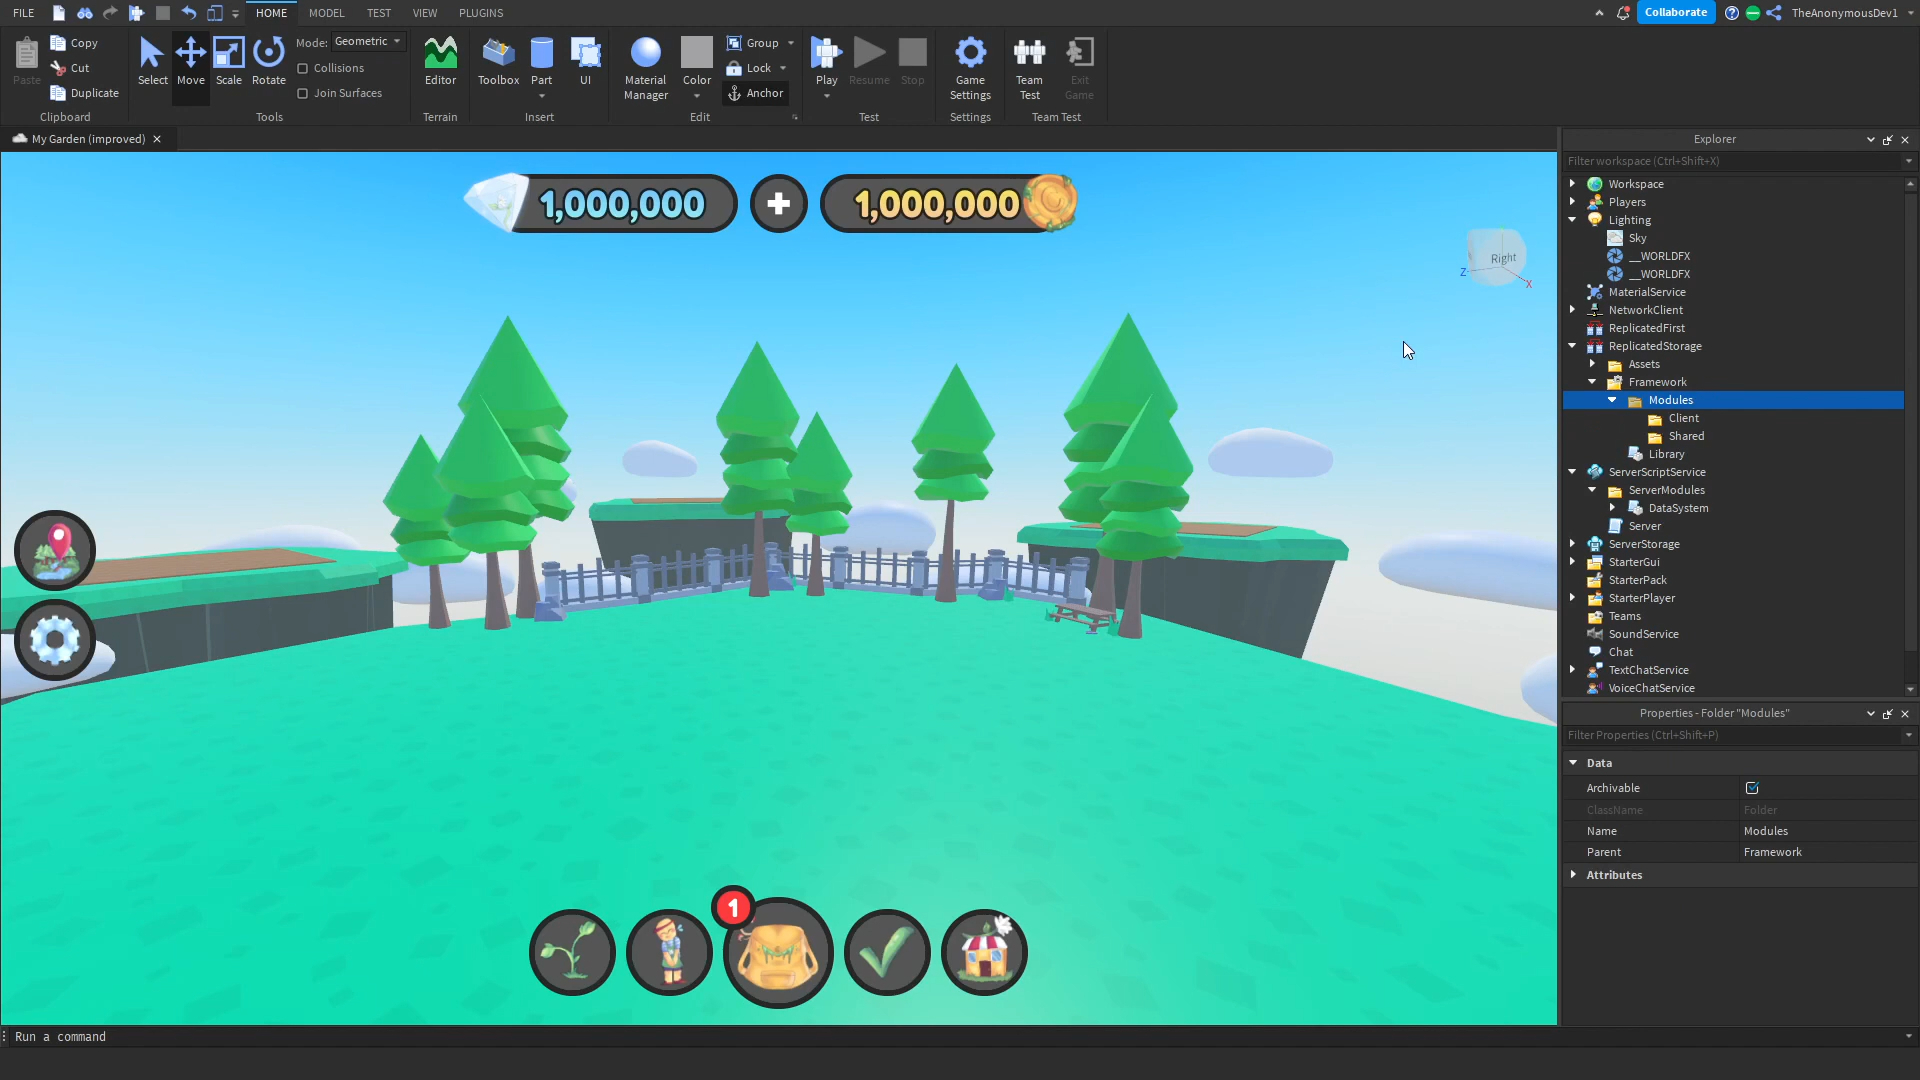 FILE HOME MODEL TEST VIEW PLUGINS Collaborate TheAnonymousDev1
Paste Copy Cut Duplicate
Clipboard
Select Move Scale Rotate Mode: Geometric
Collisions
Join Surfaces
Tools
Editor
Terrain
Toolbox Part UI
Insert
Material Manager Color Group Lock Anchor
Edit
Play Resume Stop
Test
Game Settings
Settings
Team Test Exit Game
Team Test
My Garden (improved)
1,000,000
1,000,000
Right
Z
X
1
Explorer
Filter workspace (Ctrl+Shift+X)
Workspace
Players
Lighting
Sky
__WORLDFX
__WORLDFX
MaterialService
NetworkClient
ReplicatedFirst
ReplicatedStorage
Assets
Framework
Modules
Client
Shared
Library
ServerScriptService
ServerModules
DataSystem
Server
ServerStorage
StarterGui
StarterPack
StarterPlayer
Teams
SoundService
Chat
TextChatService
VoiceChatService
Properties - Folder "Modules"
Filter Properties (Ctrl+Shift+P)
Data
Archivable
ClassName Folder
Name Modules
Parent Framework
Attributes
Run a command